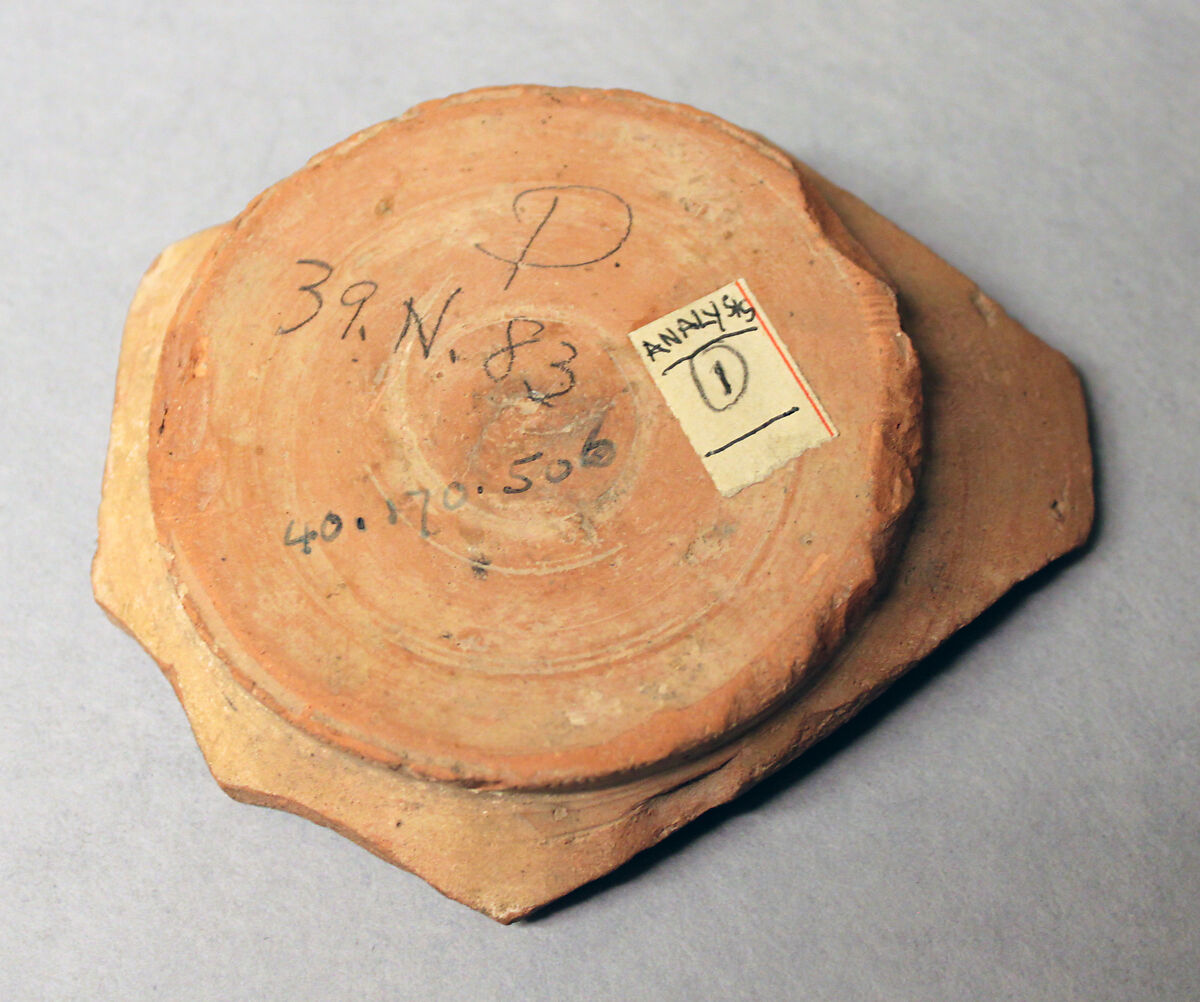 D.
39. N. 83
40.170.506
ANALYSIS
1